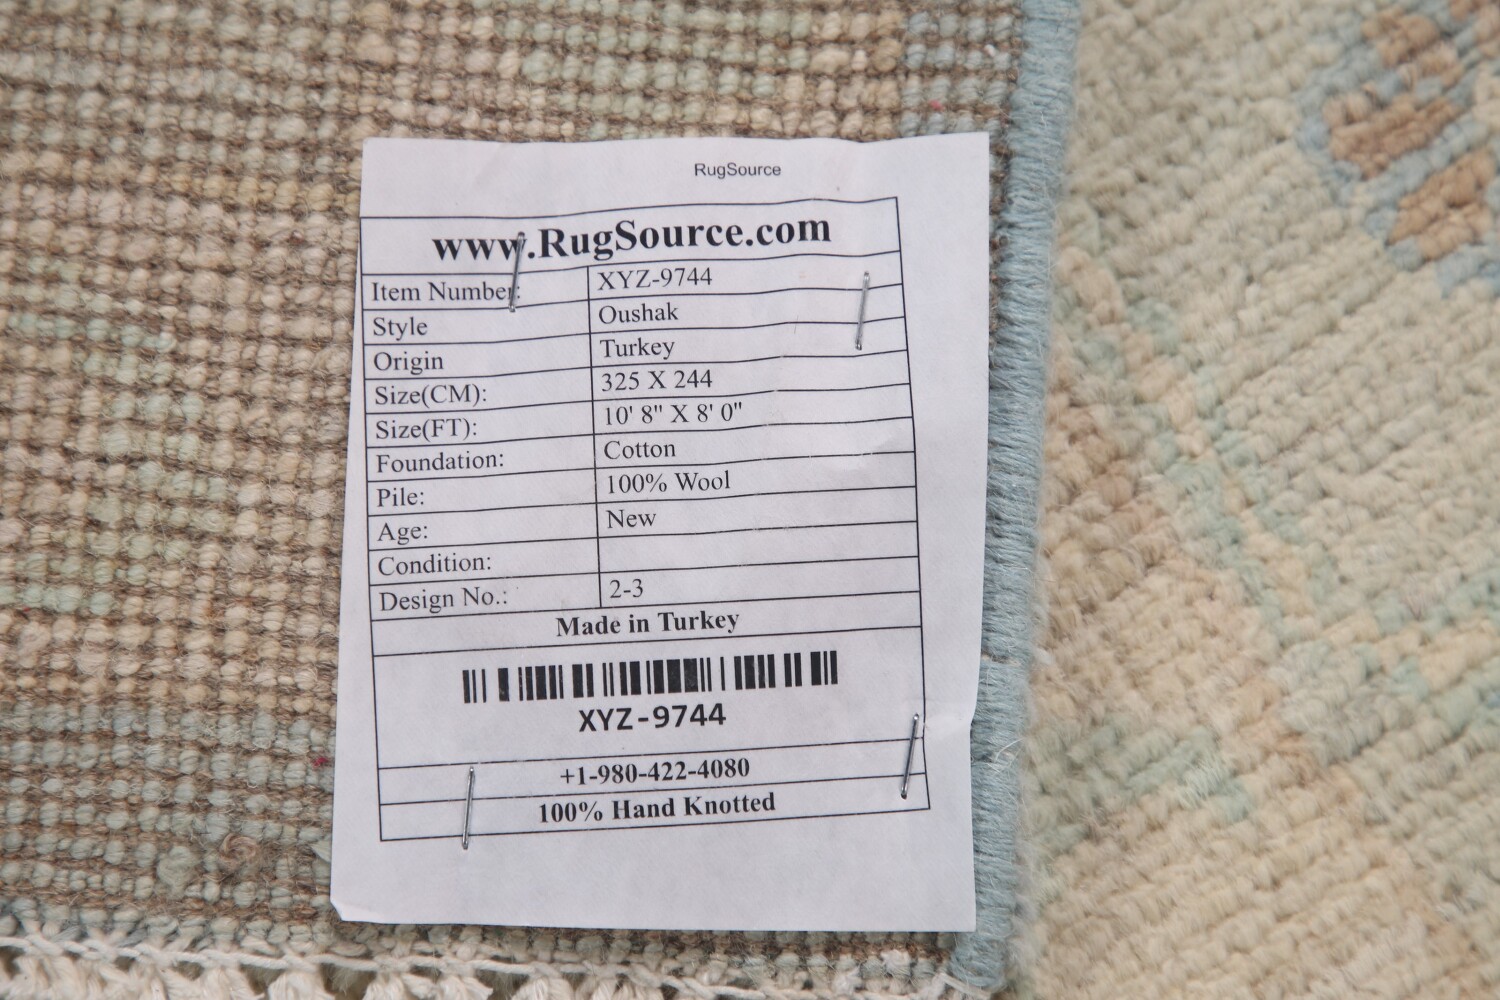 RugSource
www.RugSource.com
Item Number: XYZ-9744
Style Oushak
Origin Turkey
Size(CM): 325 X 244
Size(FT): 10' 8" X 8' 0"
Foundation: Cotton
Pile: 100% Wool
Age: New
Condition:
Design No.: 2-3
Made in Turkey
XYZ-9744
+1-980-422-4080
100% Hand Knotted